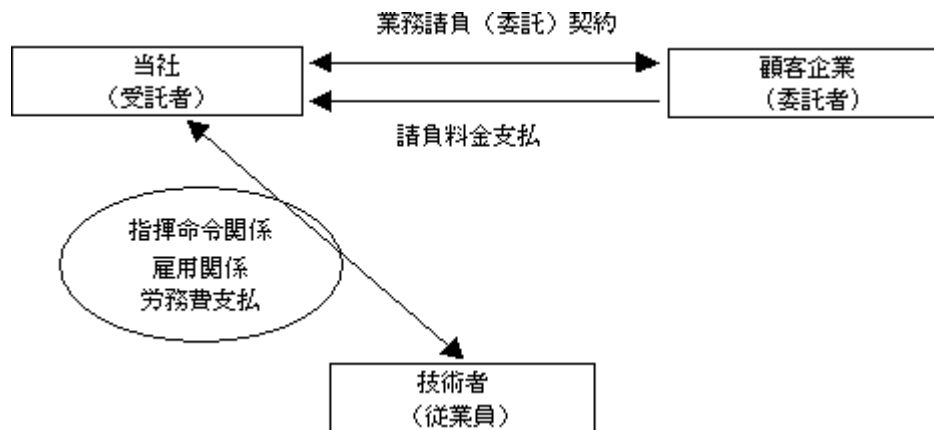 業務請負（委託）契約
当社
（受託者）
顧客企業
（委託者）
請負料金支払
指揮命令関係
雇用関係
労務費支払
技術者
（従業員）